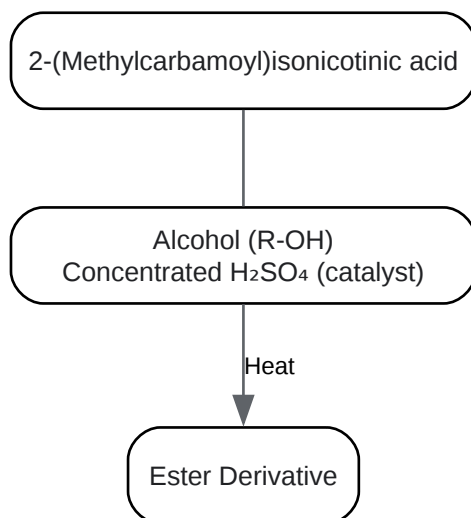 2-(Methylcarbamoyl)isonicotinic acid
Alcohol (R-OH)
Concentrated H₂SO₄ (catalyst)
Heat
Ester Derivative